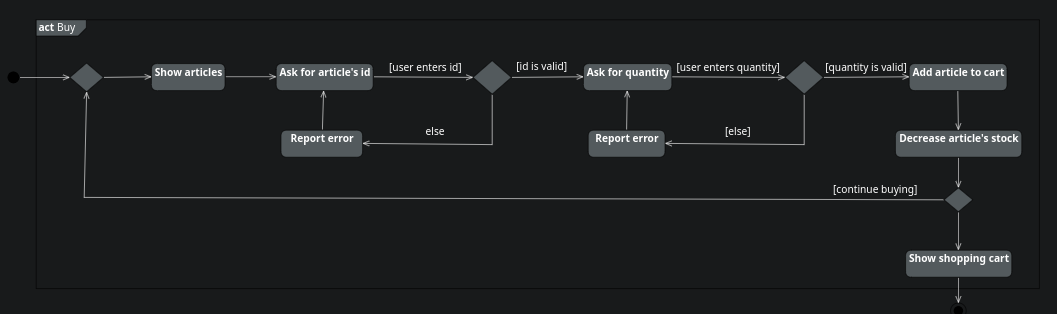 act Buy
Show articles
Ask for article's id
[user enters id]
[id is valid]
Ask for quantity
[user enters quantity]
[quantity is valid]
Add article to cart
Report error
else
Report error
[else]
Decrease article's stock
[continue buying]
Show shopping cart